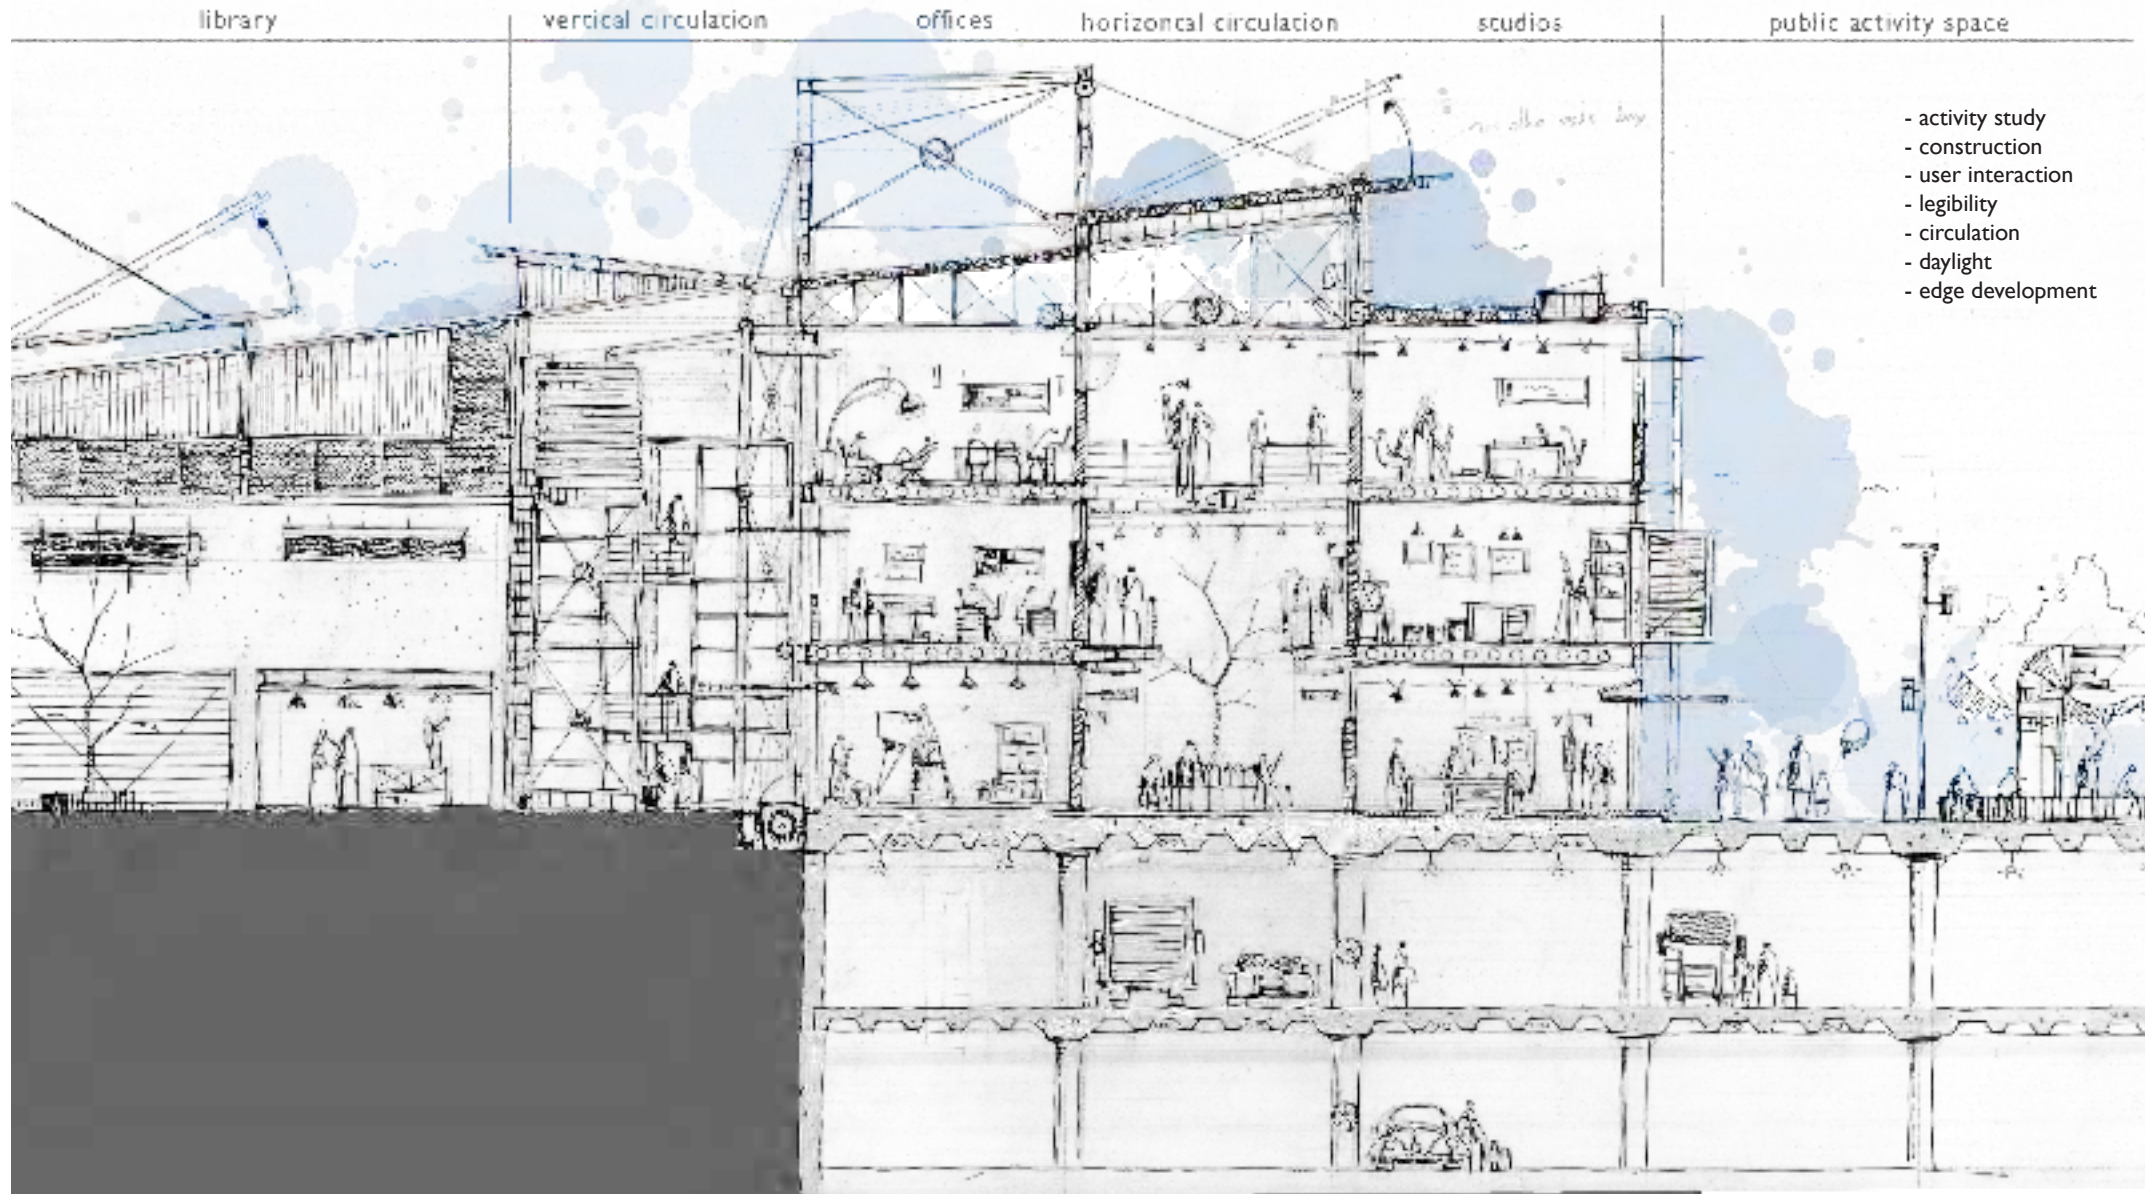 library
vertical circulation
offices
horizontal circulation
studios
public activity space
- activity study
- construction
- user interaction
- legibility
- circulation
- daylight
- edge development